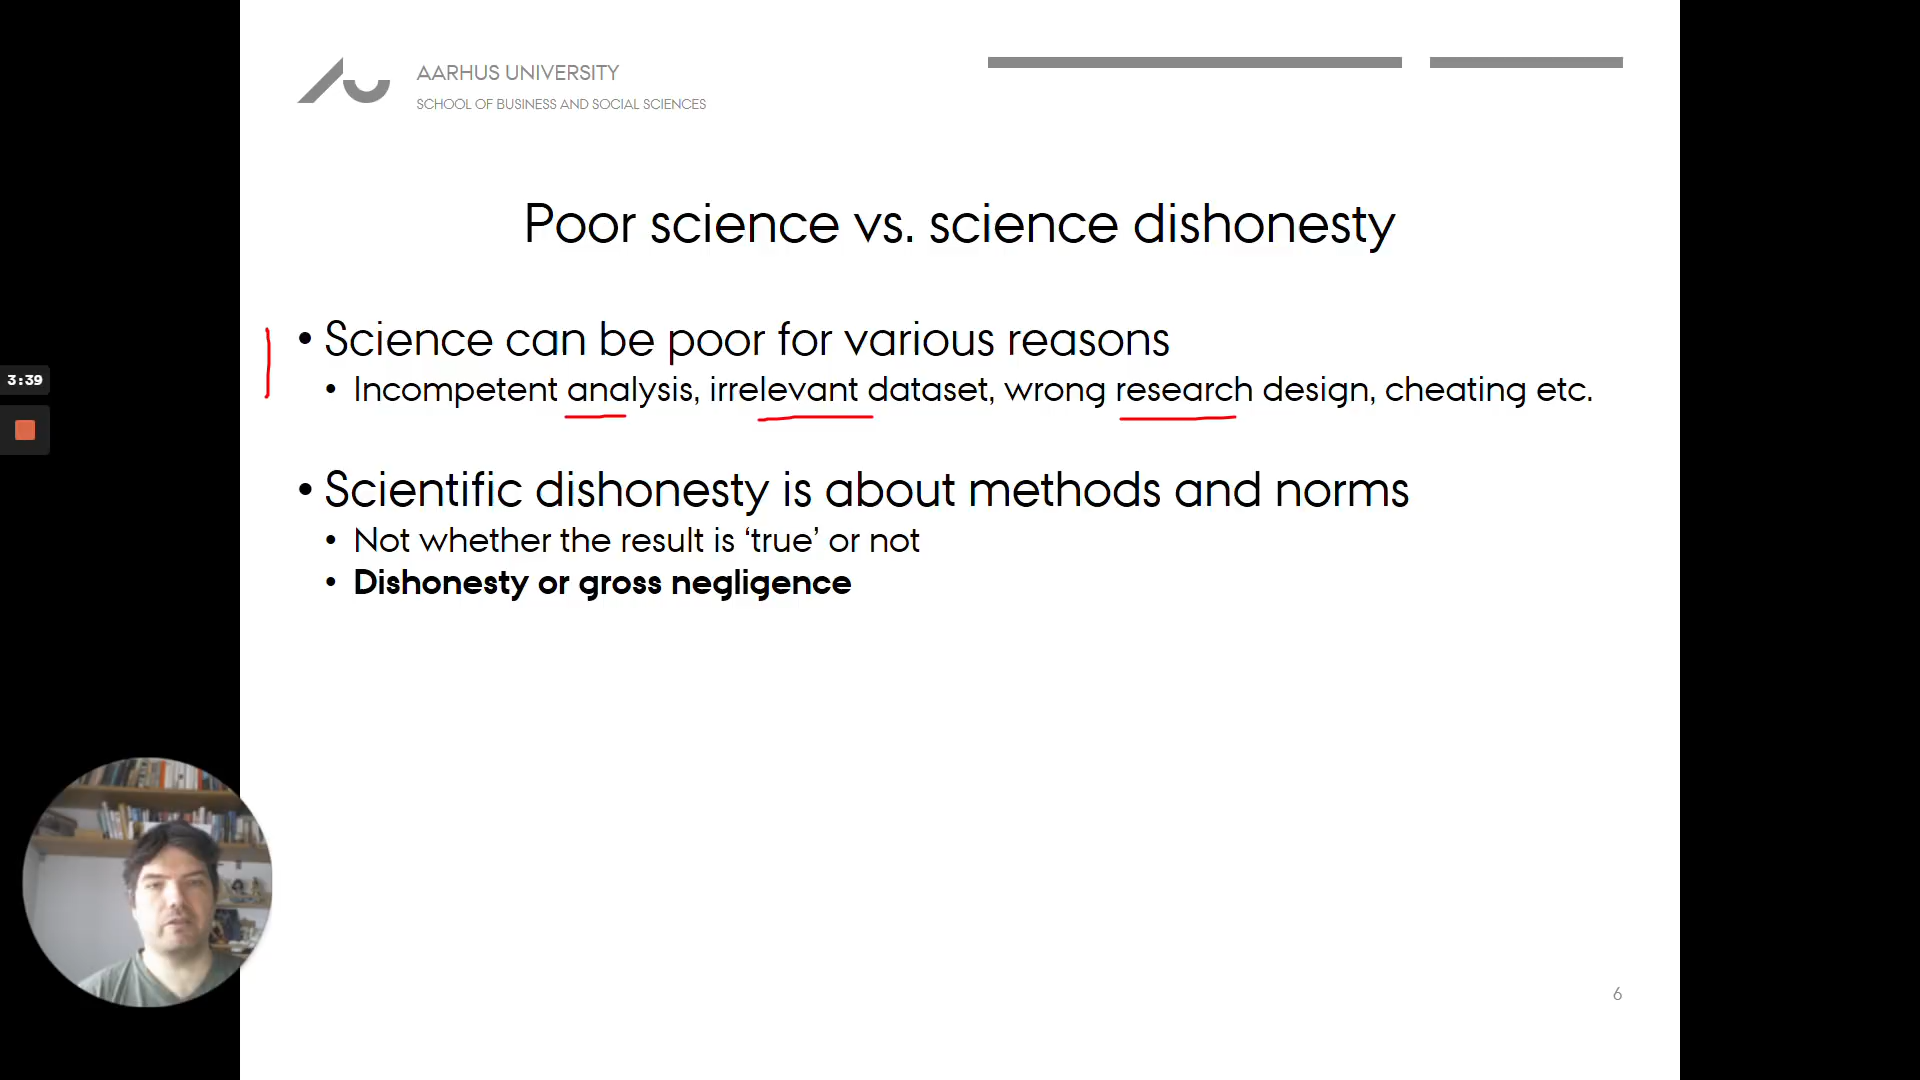 AARHUS UNIVERSITY
SCHOOL OF BUSINESS AND SOCIAL SCIENCES
Poor science vs. science dishonesty
• Science can be poor for various reasons
• Incompetent analysis, irrelevant dataset, wrong research design, cheating etc.
3:39
• Scientific dishonesty is about methods and norms
• Not whether the result is ‘true’ or not
• Dishonesty or gross negligence
6